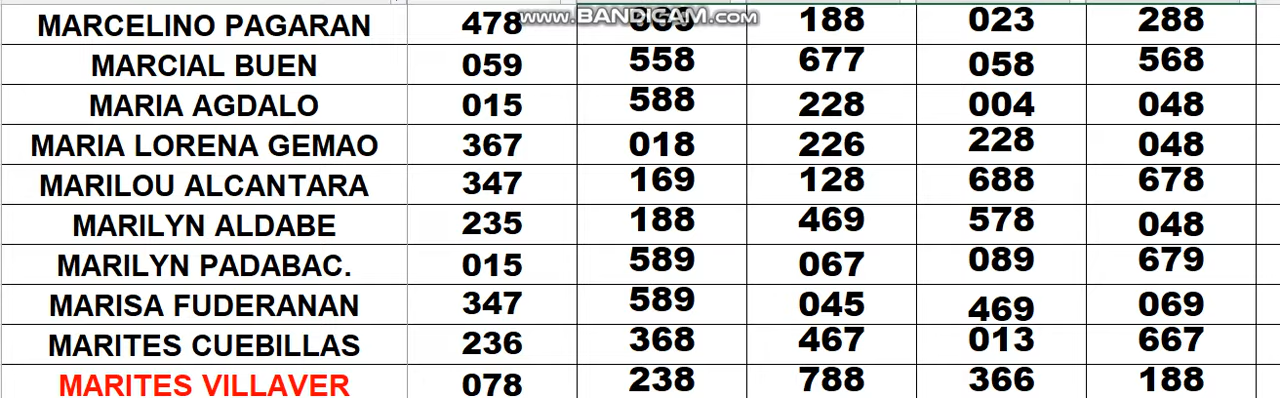 www.BANDICAM.com
MARCELINO PAGARAN 478 188 023 288
MARCIAL BUEN 059 558 677 058 568
MARIA AGDALO 015 588 228 004 048
MARIA LORENA GEMAO 367 018 226 228 048
MARILOU ALCANTARA 347 169 128 688 678
MARILYN ALDABE 235 188 469 578 048
MARILYN PADABAC. 015 589 067 089 679
MARISA FUDERANAN 347 589 045 469 069
MARITES CUEBILLAS 236 368 467 013 667
MARITES VILLAVER 078 238 788 366 188